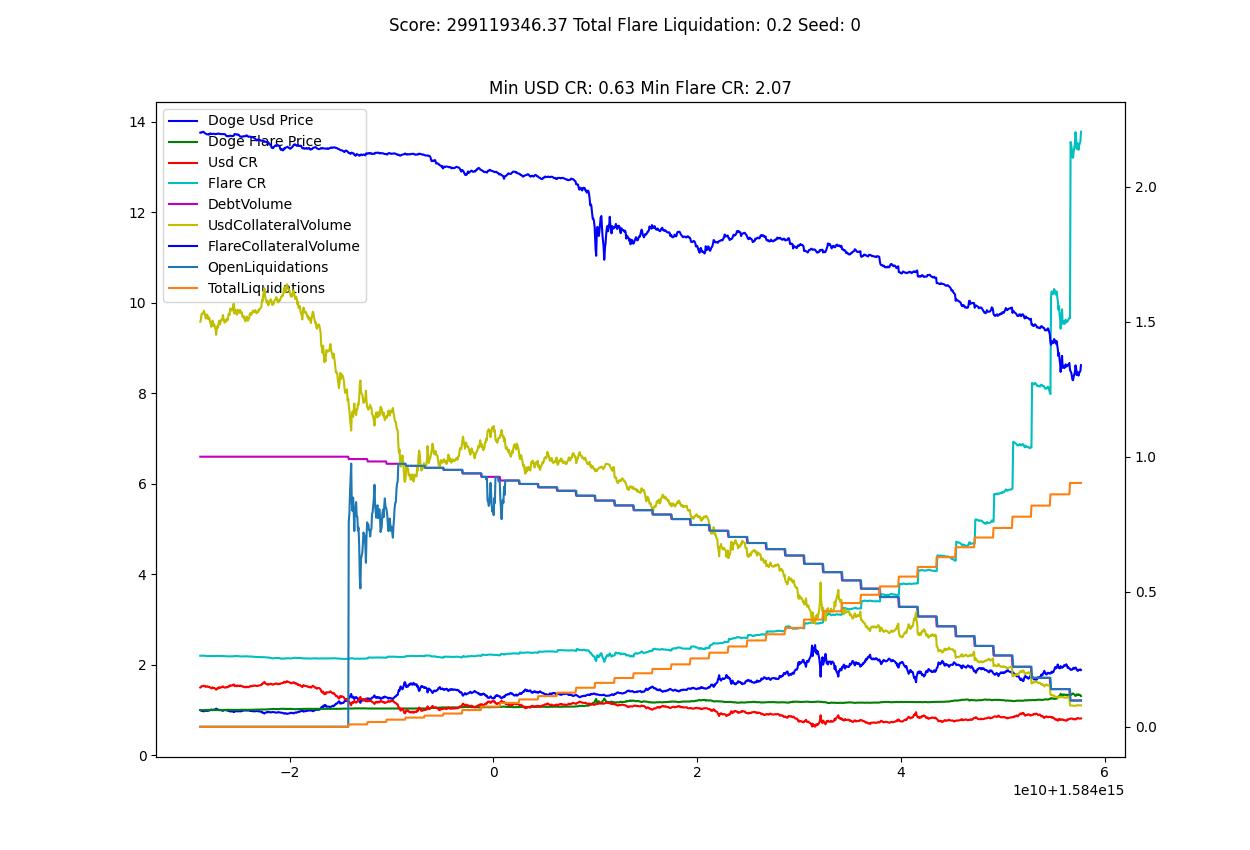 Score: 299119346.37 Total Flare Liquidation: 0.2 Seed: 0
Min USD CR: 0.63 Min Flare CR: 2.07
Doge Usd Price
Doge Flare Price
Usd CR
Flare CR
DebtVolume
UsdCollateralVolume
FlareCollateralVolume
OpenLiquidations
TotalLiquidations
14
12
10
8
6
4
2
0
2.0
1.5
1.0
0.5
0.0
−2
0
2
4
6
1e10+1.584e15